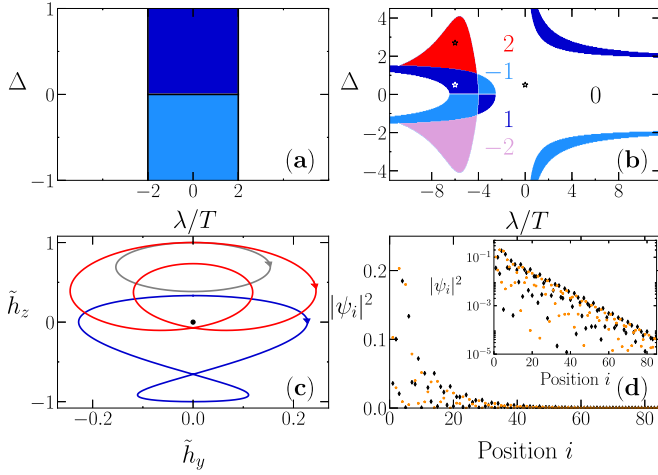 1
0
−1
Δ
−2 0 2
λ/T
(a)
4
2
0
−2
−4
Δ
−8 −4 0 4 8
λ/T
2
−1
1
−2
0
(b)
1
0
−1
h̃z
−0.2 0.0 0.2
h̃y
(c)
0.2
0.1
0.0
|ψi|²
0 20 40 60 80
Position i
(d)
10⁻¹
10⁻³
10⁻⁵
|ψi|²
0 20 40 60 80
Position i